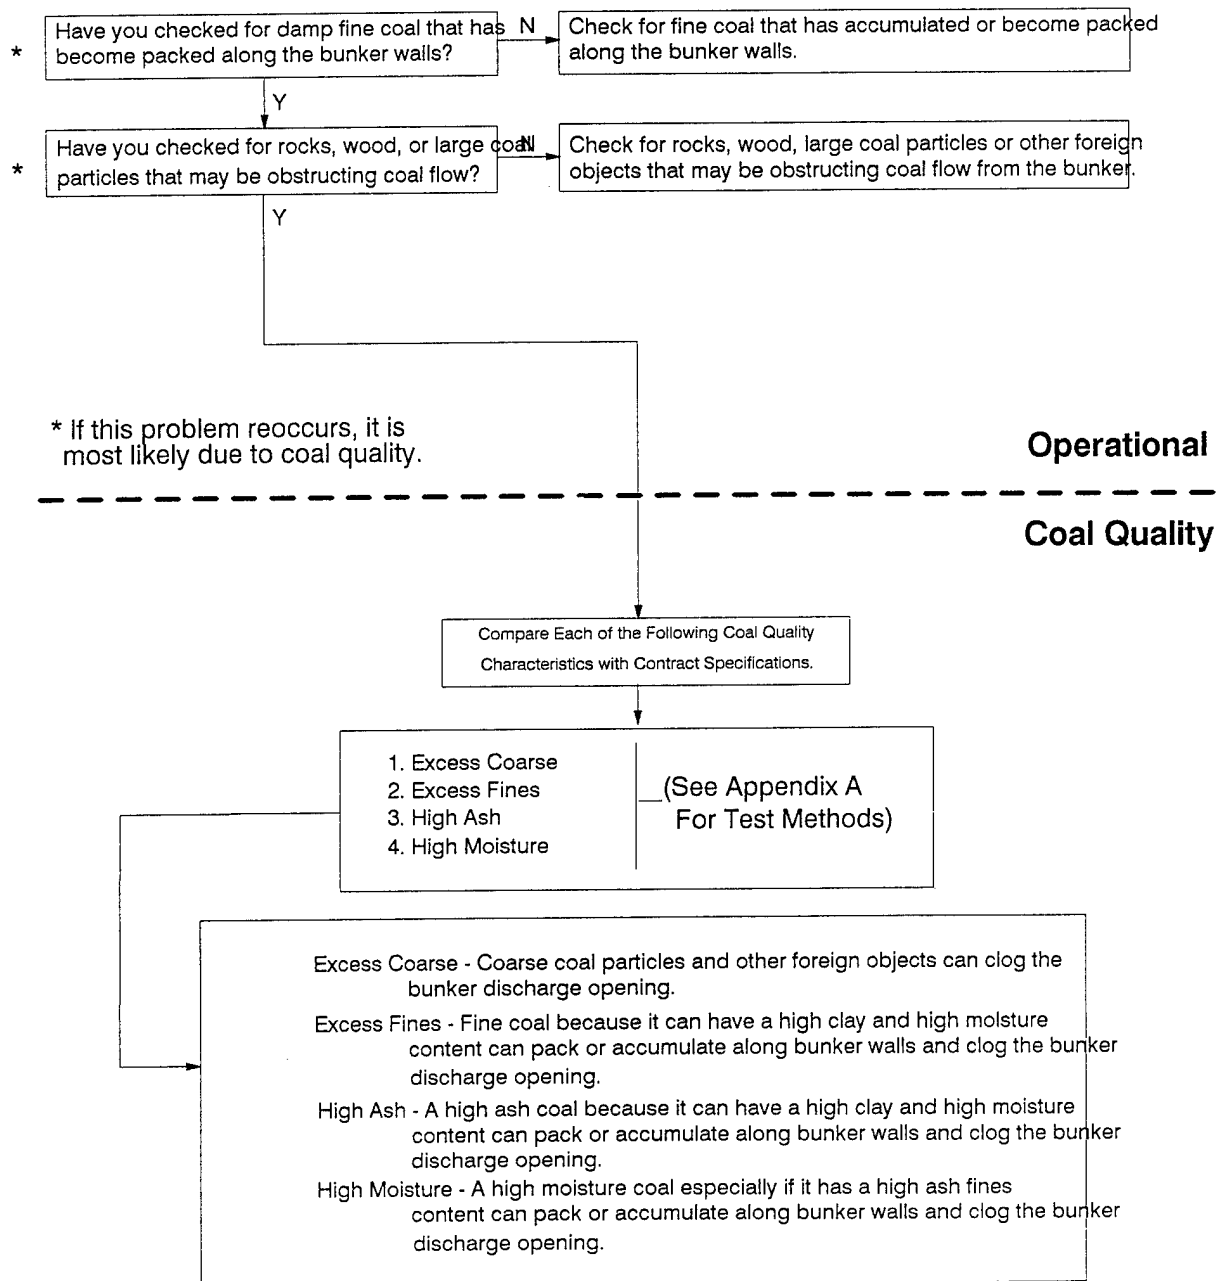 Have you checked for damp fine coal that has N
* become packed along the bunker walls?
Check for fine coal that has accumulated or become packed
along the bunker walls.
Y
Have you checked for rocks, wood, or large coal N
* particles that may be obstructing coal flow?
Check for rocks, wood, large coal particles or other foreign
objects that may be obstructing coal flow from the bunker.
Y
* If this problem reoccurs, it is
most likely due to coal quality.
Operational
Coal Quality
Compare Each of the Following Coal Quality
Characteristics with Contract Specifications.
1. Excess Coarse
2. Excess Fines
3. High Ash
4. High Moisture
(See Appendix A
For Test Methods)
Excess Coarse - Coarse coal particles and other foreign objects can clog the
bunker discharge opening.
Excess Fines - Fine coal because it can have a high clay and high moisture
content can pack or accumulate along bunker walls and clog the bunker
discharge opening.
High Ash - A high ash coal because it can have a high clay and high moisture
content can pack or accumulate along bunker walls and clog the bunker
discharge opening.
High Moisture - A high moisture coal especially if it has a high ash fines
content can pack or accumulate along bunker walls and clog the bunker
discharge opening.